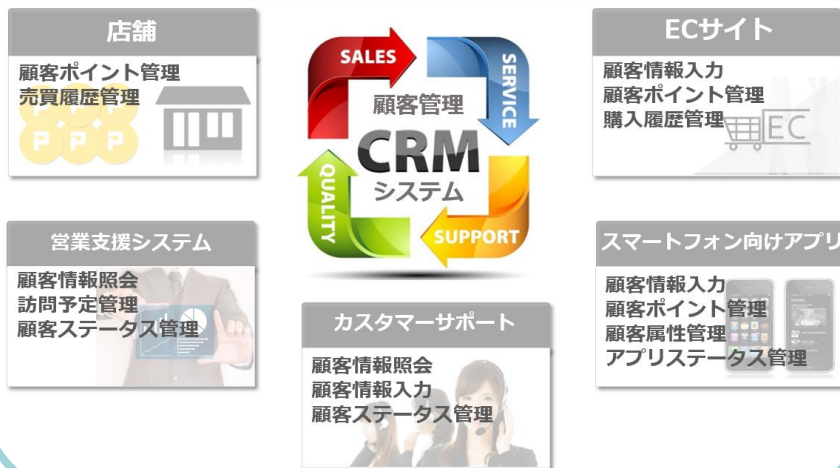 店舗
顧客ポイント管理
売買履歴管理
P P P
P P P
SALES
SERVICE
顧客管理
CRM
システム
QUALITY
SUPPORT
ECサイト
顧客情報入力
顧客ポイント管理
購入履歴管理
EC
営業支援システム
顧客情報照会
訪問予定管理
顧客ステータス管理
カスタマーサポート
顧客情報照会
顧客情報入力
顧客ステータス管理
スマートフォン向けアプリ
顧客情報入力
顧客ポイント管理
顧客属性管理
アプリステータス管理